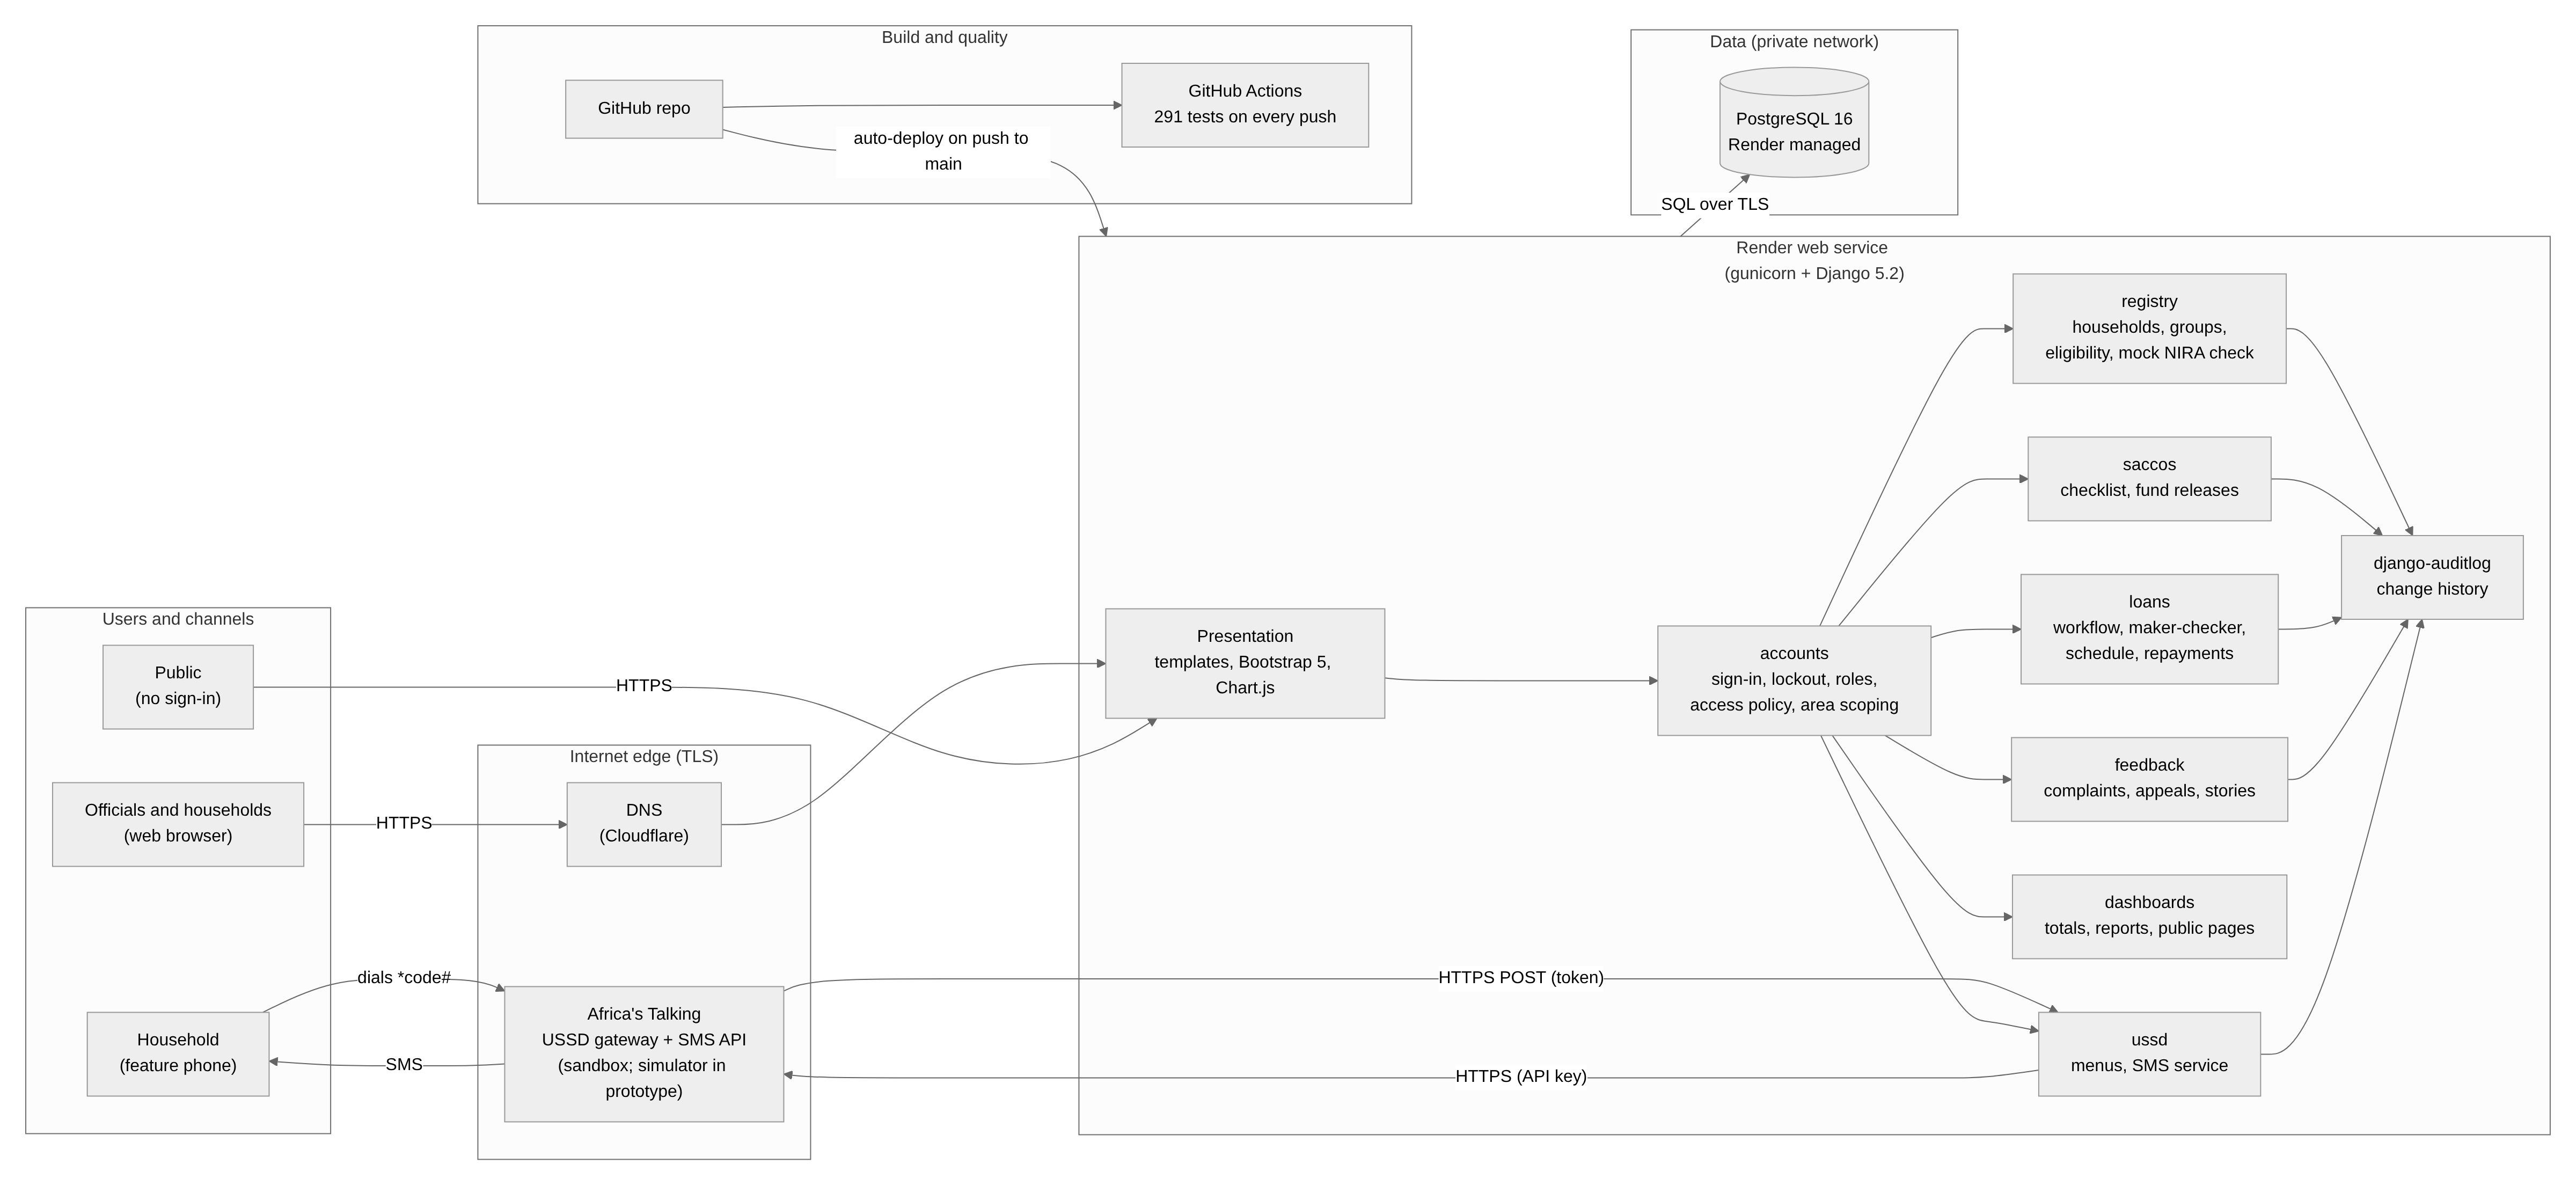 Build and quality
GitHub repo
GitHub Actions
291 tests on every push
auto-deploy on push to
main
Data (private network)
PostgreSQL 16
Render managed
SQL over TLS
Render web service
(gunicorn + Django 5.2)
registry
households, groups,
eligibility, mock NIRA check
saccos
checklist, fund releases
django-auditlog
change history
loans
workflow, maker-checker,
schedule, repayments
Presentation
templates, Bootstrap 5,
Chart.js
accounts
sign-in, lockout, roles,
access policy, area scoping
feedback
complaints, appeals, stories
dashboards
totals, reports, public pages
ussd
menus, SMS service
Users and channels
Public
(no sign-in)
HTTPS
Officials and households
(web browser)
HTTPS
Internet edge (TLS)
DNS
(Cloudflare)
Household
(feature phone)
dials *code#
SMS
Africa's Talking
USSD gateway + SMS API
(sandbox; simulator in
prototype)
HTTPS POST (token)
HTTPS (API key)